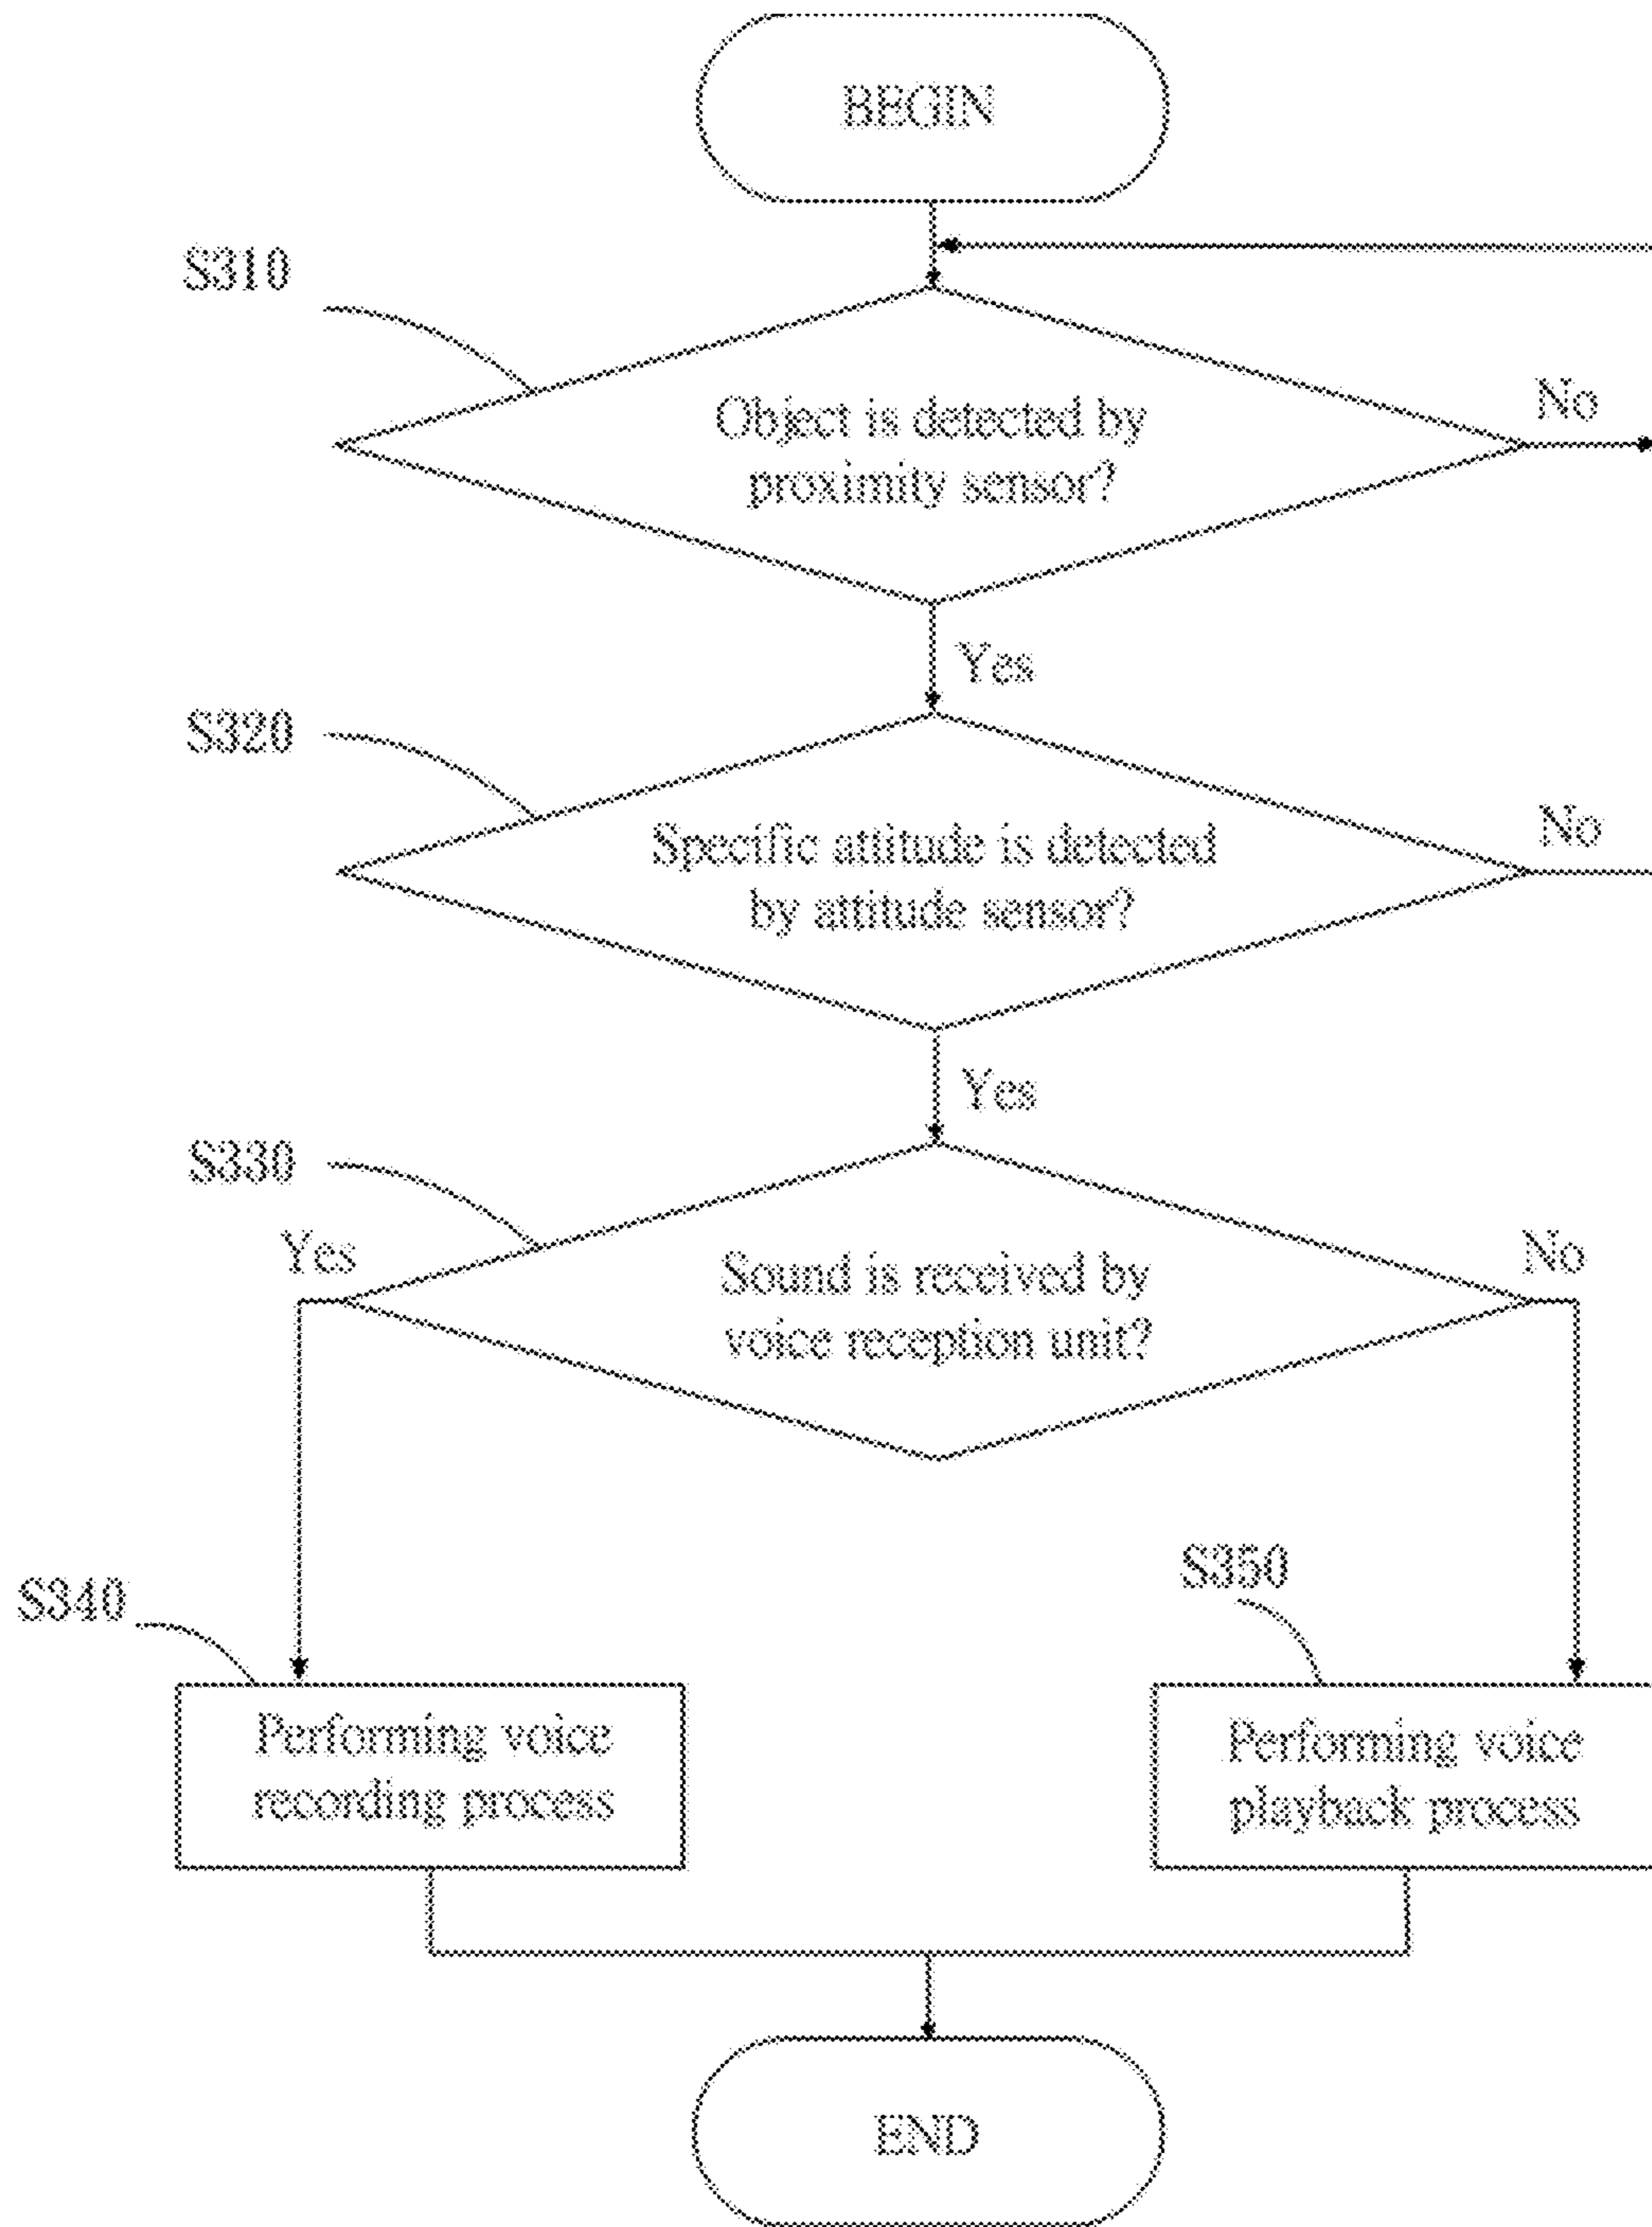 BEGIN
S310
Object is detected by
proximity sensor?
No
Yes
S320
Specific attitude is detected
by attitude sensor?
No
Yes
S330
Yes
Sound is received by
voice reception unit?
No
S340
S350
Performing voice
recording process
Performing voice
playback process
END